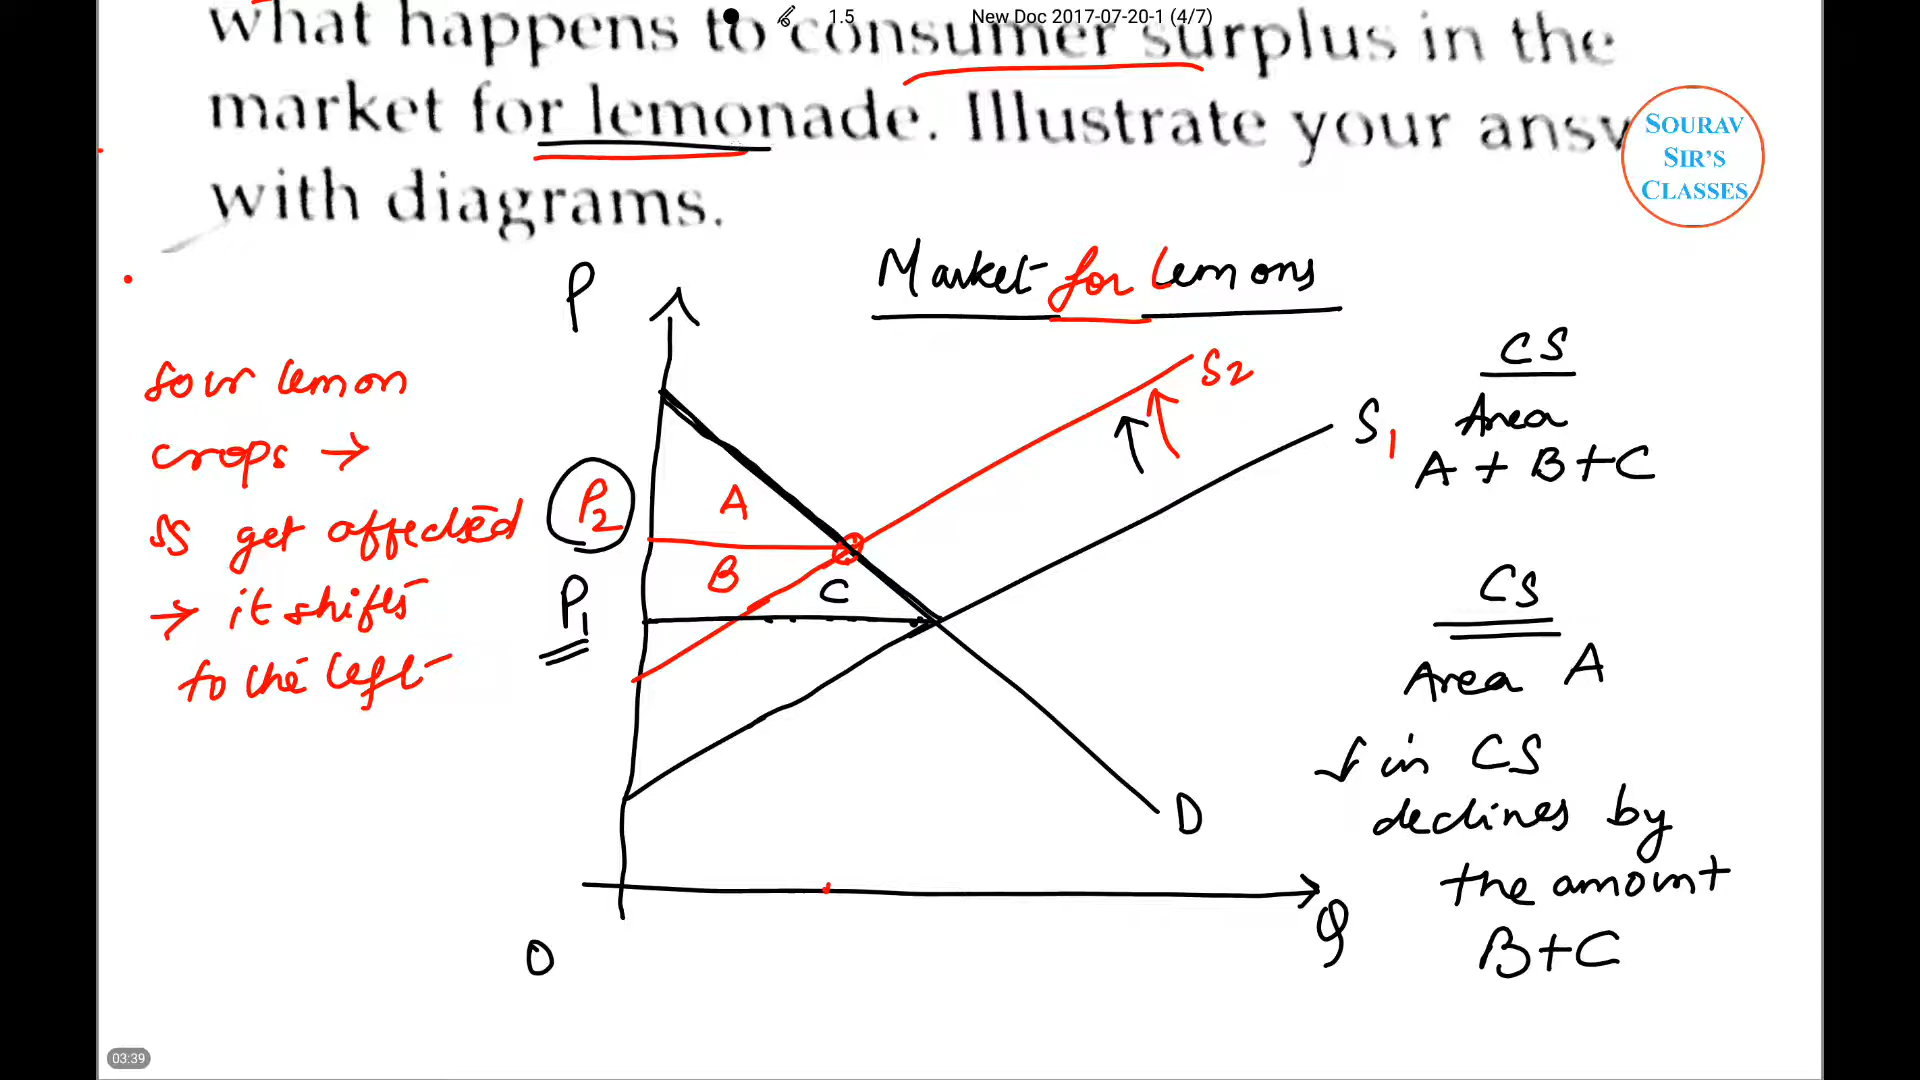 1.5
New Doc 2017-07-20-1 (4/7)
what happens to consumer surplus in the
market for lemonade. Illustrate your answ
with diagrams.
SOURAV
SIR'S
CLASSES
Market for lemons
P
sour lemon
crops →
SS get affected
→ it shifts
to the left
P2
P1
A
B
C
S2
S1
D
O
Q
CS
Area
A + B + C
CS
Area A
↓ in CS
declines by
the amount
B+C
03:39